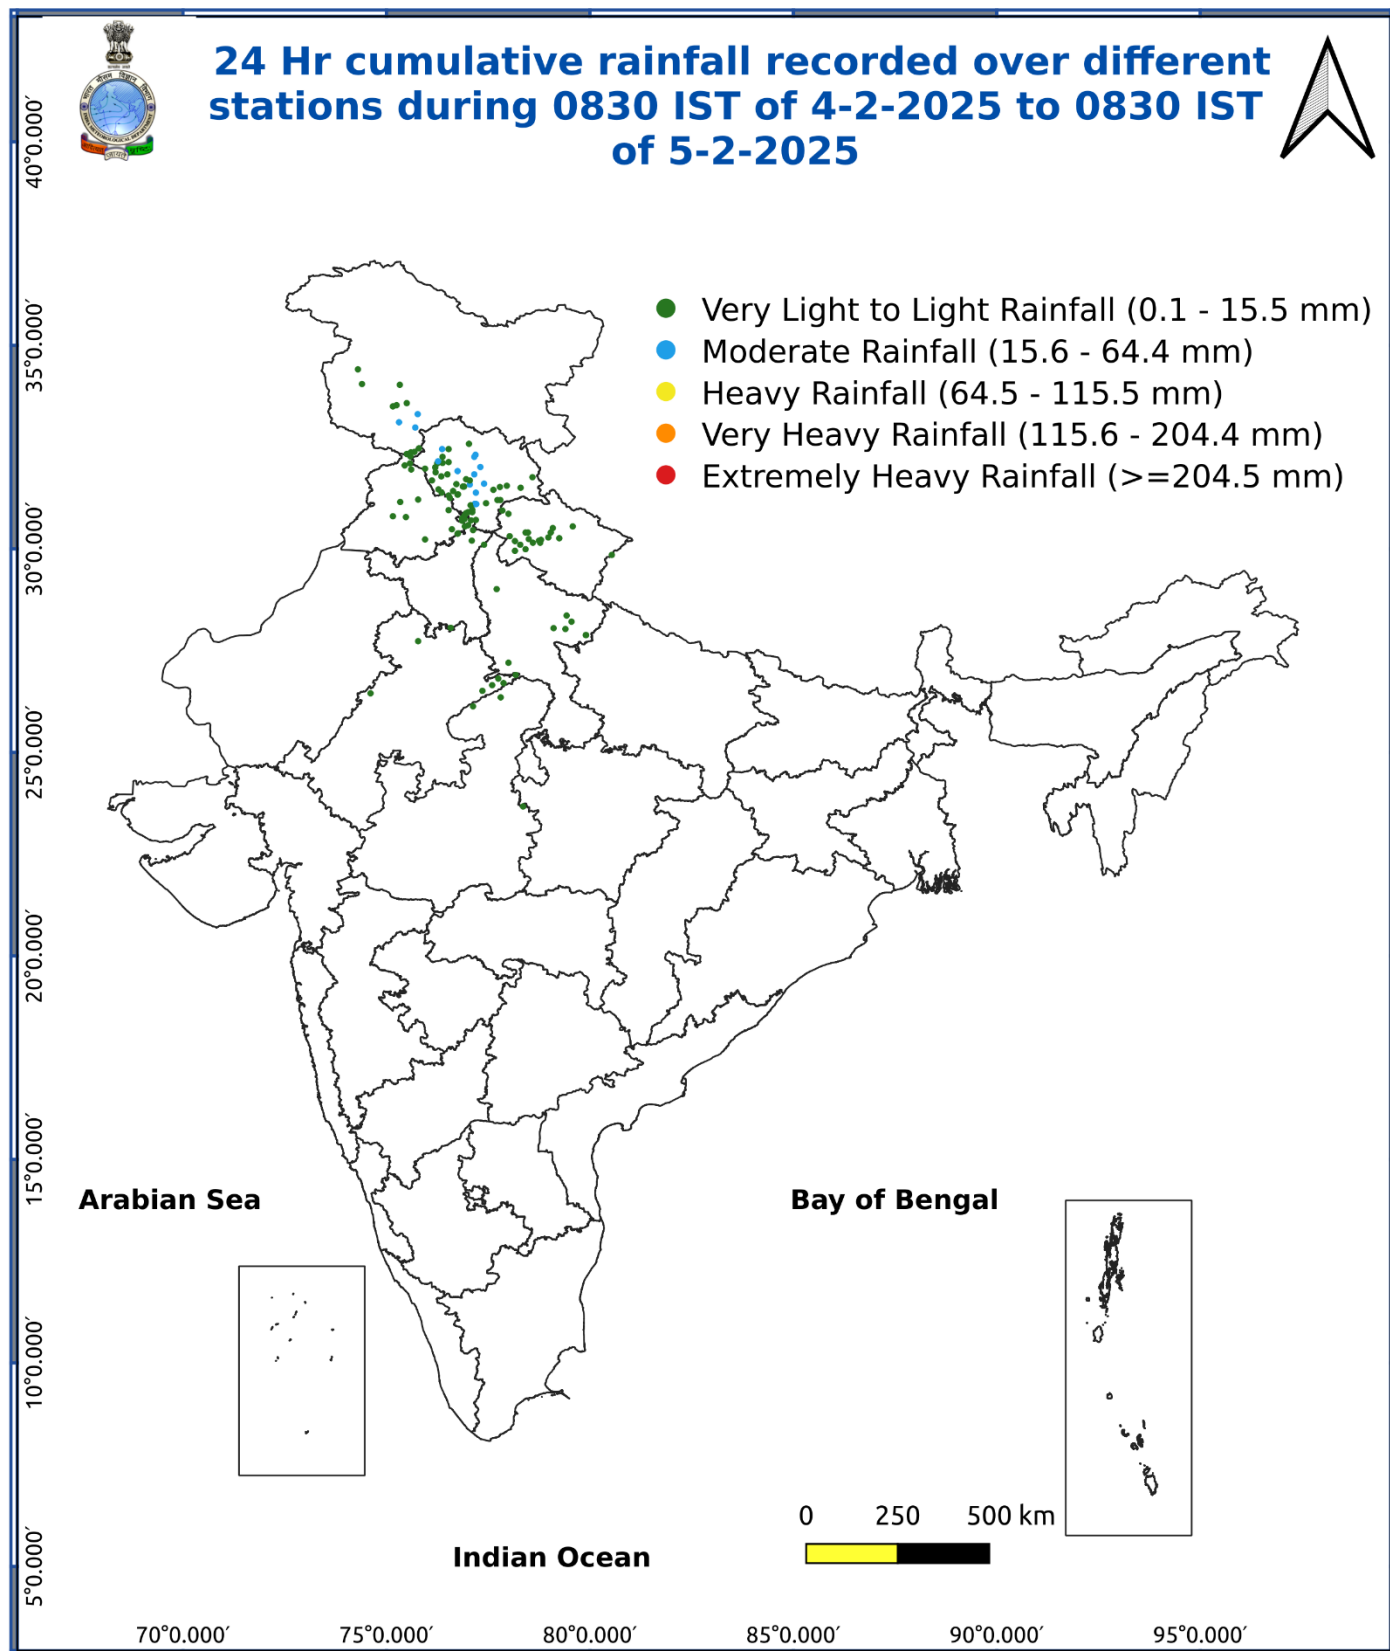 24 Hr cumulative rainfall recorded over different
stations during 0830 IST of 4-2-2025 to 0830 IST
of 5-2-2025
Very Light to Light Rainfall (0.1 - 15.5 mm)
Moderate Rainfall (15.6 - 64.4 mm)
Heavy Rainfall (64.5 - 115.5 mm)
Very Heavy Rainfall (115.6 - 204.4 mm)
Extremely Heavy Rainfall (>=204.5 mm)
40°0.000′
35°0.000′
30°0.000′
25°0.000′
20°0.000′
15°0.000′
10°0.000′
5°0.000′
Arabian Sea
Bay of Bengal
Indian Ocean
0 250 500 km
70°0.000′ 75°0.000′ 80°0.000′ 85°0.000′ 90°0.000′ 95°0.000′